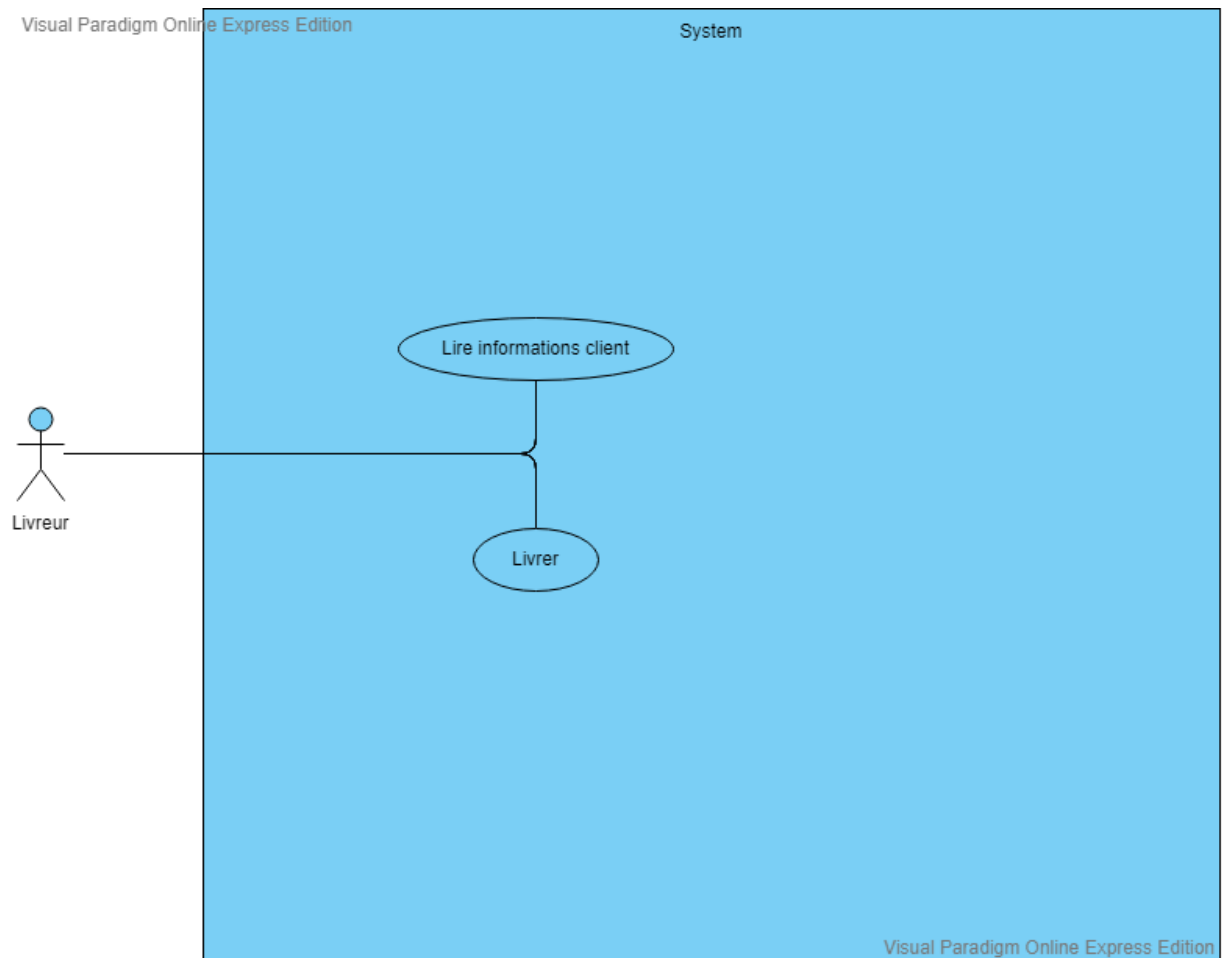 Visual Paradigm Online Express Edition
System
Lire informations client
Livreur
Livrer
Visual Paradigm Online Express Edition